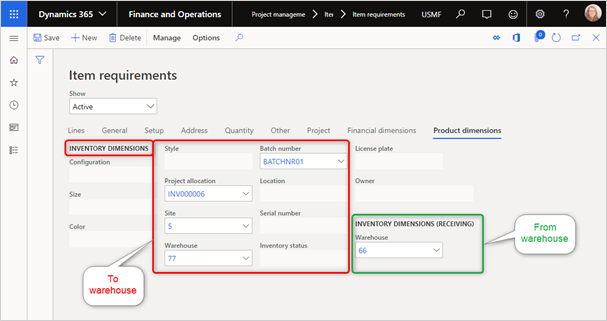 Dynamics 365
Finance and Operations
Project manageme > Iter > Item requirements
USMF
Save
New
Delete
Manage
Options
0
Item requirements
Show
Active
Lines
General
Setup
Address
Quantity
Other
Project
Financial dimensions
Product dimensions
INVENTORY DIMENSIONS
Configuration
Size
Color
Style
Project allocation
INV000006
Site
5
Warehouse
77
Batch number
BATCHNR01
Location
Serial number
Inventory status
License plate
Owner
INVENTORY DIMENSIONS (RECEIVING)
Warehouse
66
To
warehouse
From
warehouse